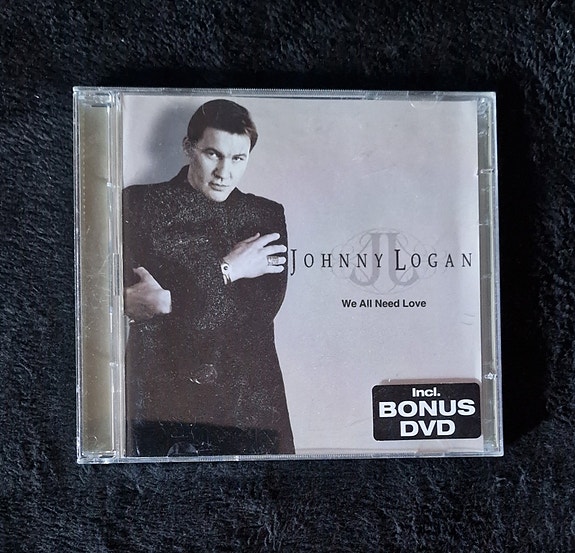 JOHNNY LOGAN
We All Need Love
Incl.
BONUS
DVD